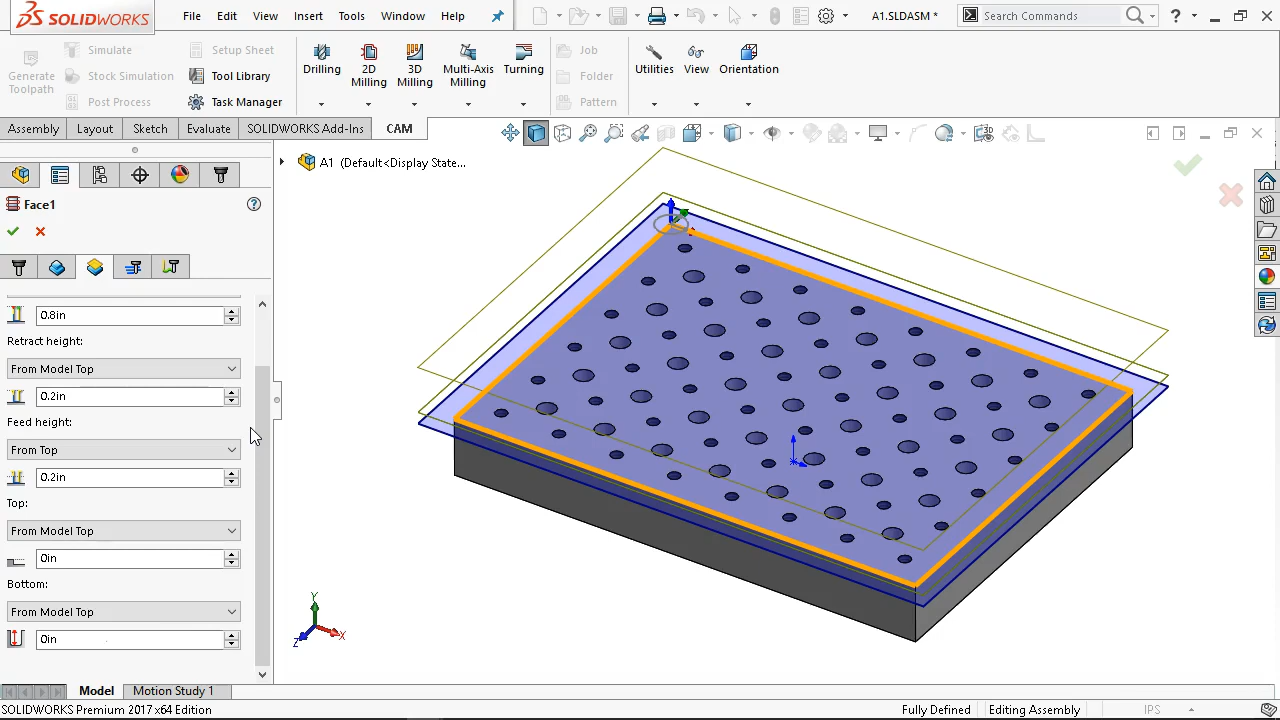 SOLIDWORKS File Edit View Insert Tools Window Help A1.SLDASM * Search Commands
Generate Toolpath
Simulate
Stock Simulation
Post Process
Setup Sheet
Tool Library
Task Manager
Drilling
2D Milling
3D Milling
Multi-Axis Milling
Turning
Job
Folder
Pattern
Utilities
View
Orientation
Assembly Layout Sketch Evaluate SOLIDWORKS Add-Ins CAM
A1 (Default<Display State...
Face1
0.8in
Retract height:
From Model Top
0.2in
Feed height:
From Top
0.2in
Top:
From Model Top
0in
Bottom:
From Model Top
0in
Y
Z
X
Model Motion Study 1
SOLIDWORKS Premium 2017 x64 Edition Fully Defined Editing Assembly IPS